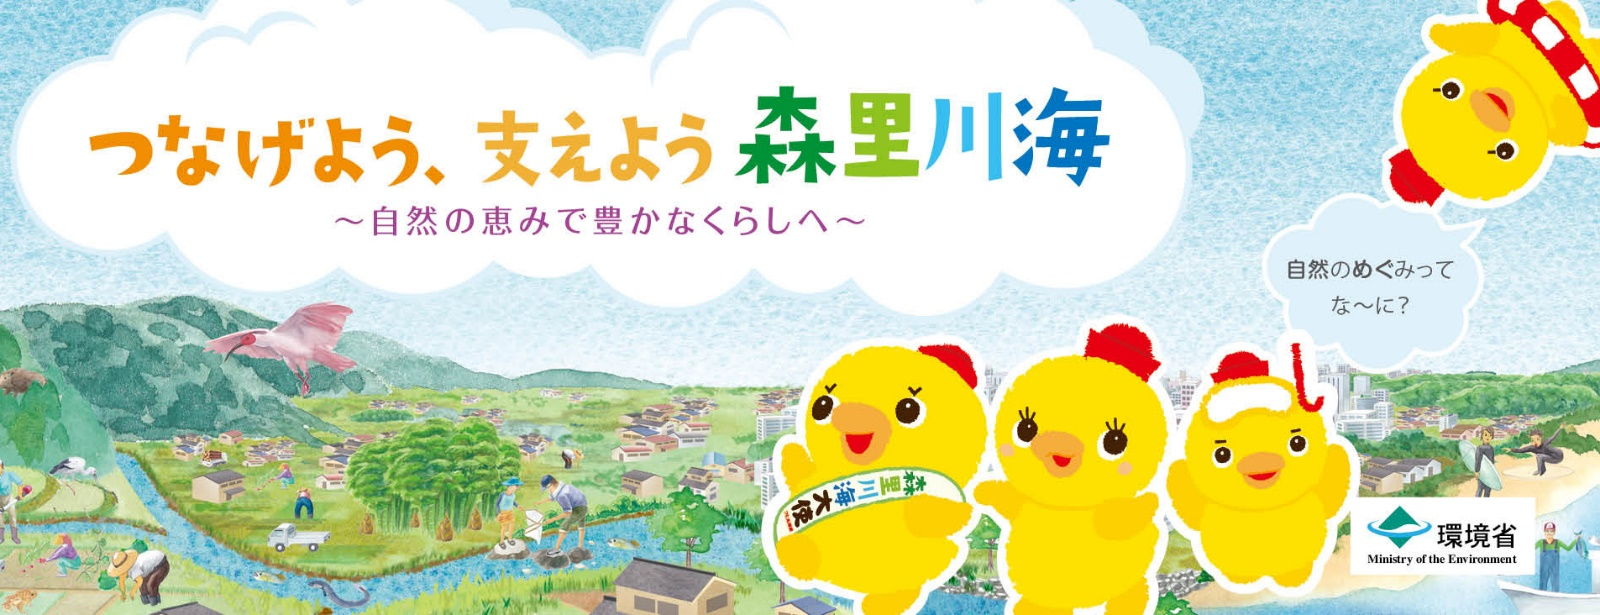 つなげよう、支えよう 森里川海
～自然の恵みで豊かなくらしへ～
自然のめぐみって
な～に？
森里川海大使
環境省
Ministry of the Environment